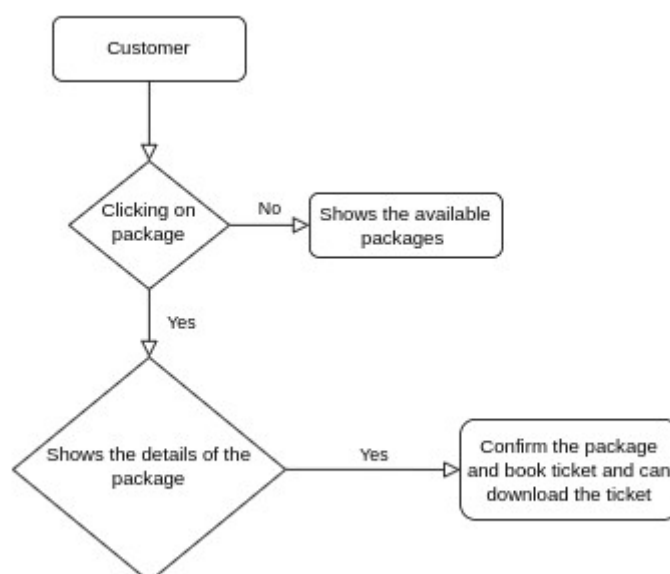 Customer
Clicking on
package
No
Shows the available
packages
Yes
Shows the details of the
package
Yes
Confirm the package
and book ticket and can
download the ticket